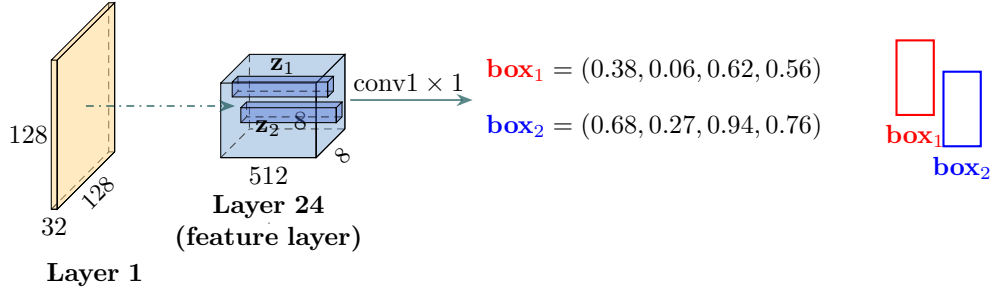 z₁
conv1 × 1
box₁ = (0.38, 0.06, 0.62, 0.56)
128
z₂
8
box₂ = (0.68, 0.27, 0.94, 0.76)
box₁
8
128
512
box₂
32
Layer 24
(feature layer)
Layer 1